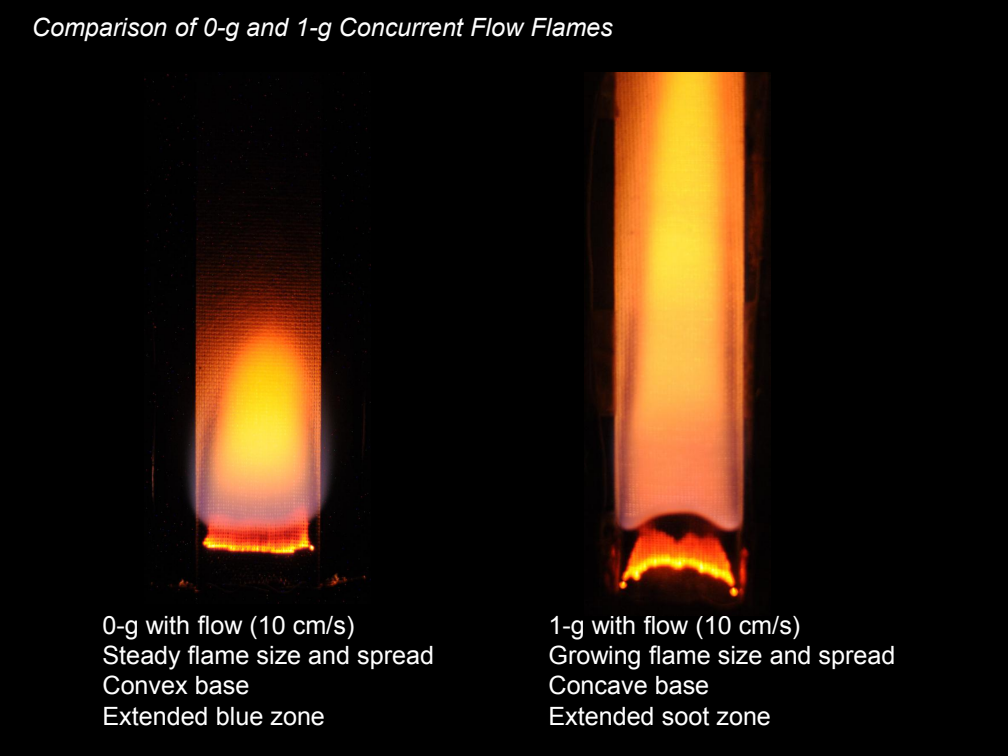 Comparison of 0-g and 1-g Concurrent Flow Flames
0-g with flow (10 cm/s)
Steady flame size and spread
Convex base
Extended blue zone
1-g with flow (10 cm/s)
Growing flame size and spread
Concave base
Extended soot zone